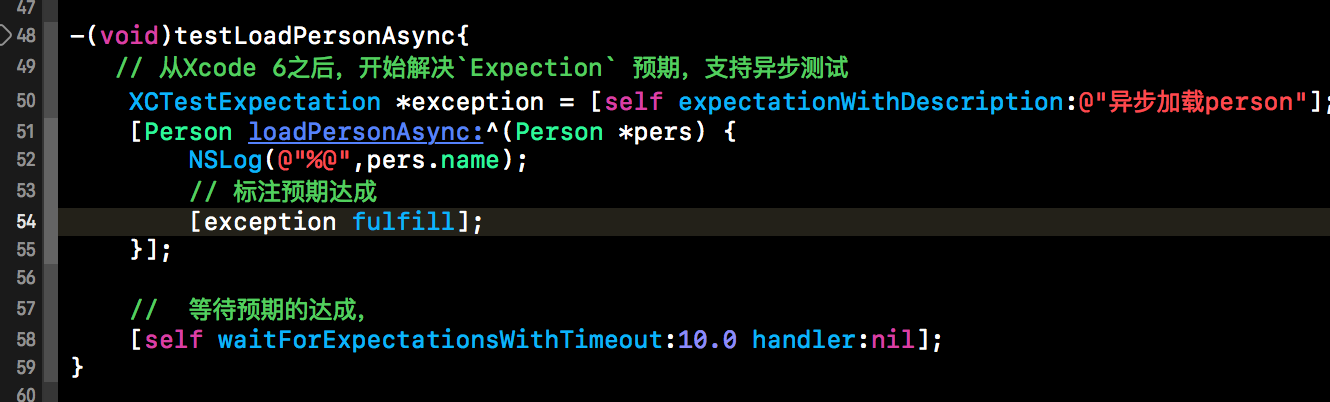 47
48 -(void)testLoadPersonAsync{
49 // 从Xcode 6之后，开始解决`Expection` 预期，支持异步测试
50 XCTestExpectation *exception = [self expectationWithDescription:@"异步加载person"];
51 [Person loadPersonAsync:^(Person *pers) {
52 NSLog(@"%@",pers.name);
53 // 标注预期达成
54 [exception fulfill];
55 }];
56
57 //  等待预期的达成，
58 [self waitForExpectationsWithTimeout:10.0 handler:nil];
59 }
60